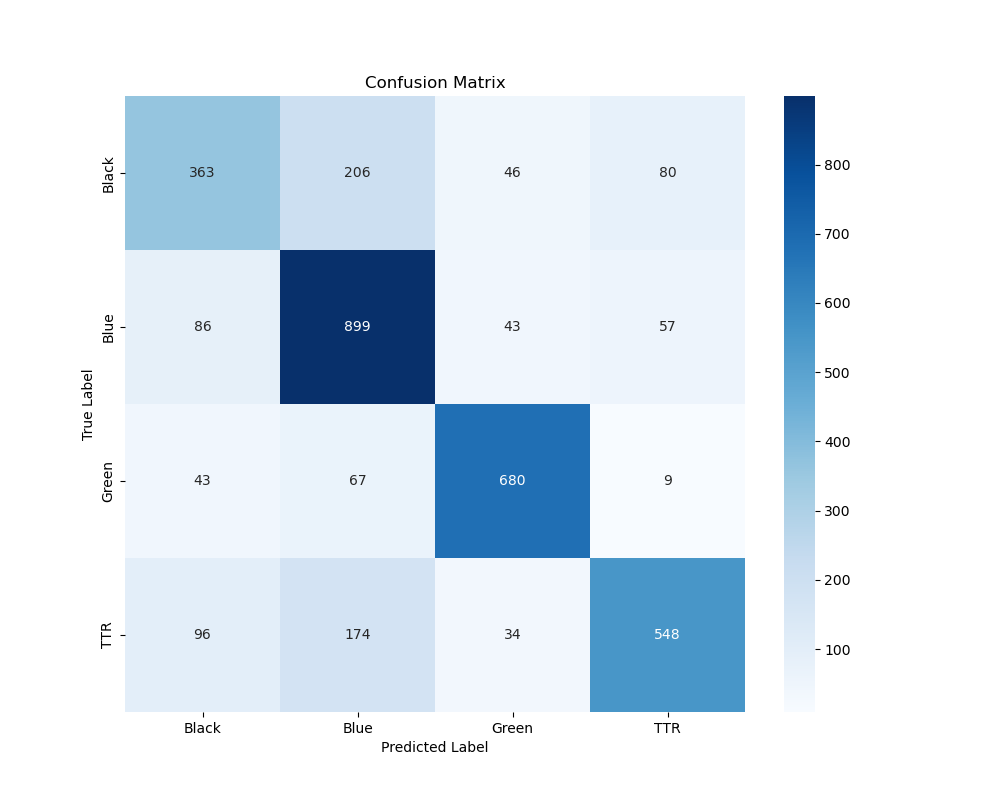 Confusion Matrix
Black 363 206 46 80
Blue 86 899 43 57
Green 43 67 680 9
TTR 96 174 34 548
Black Blue Green TTR
Predicted Label
True Label
800
700
600
500
400
300
200
100